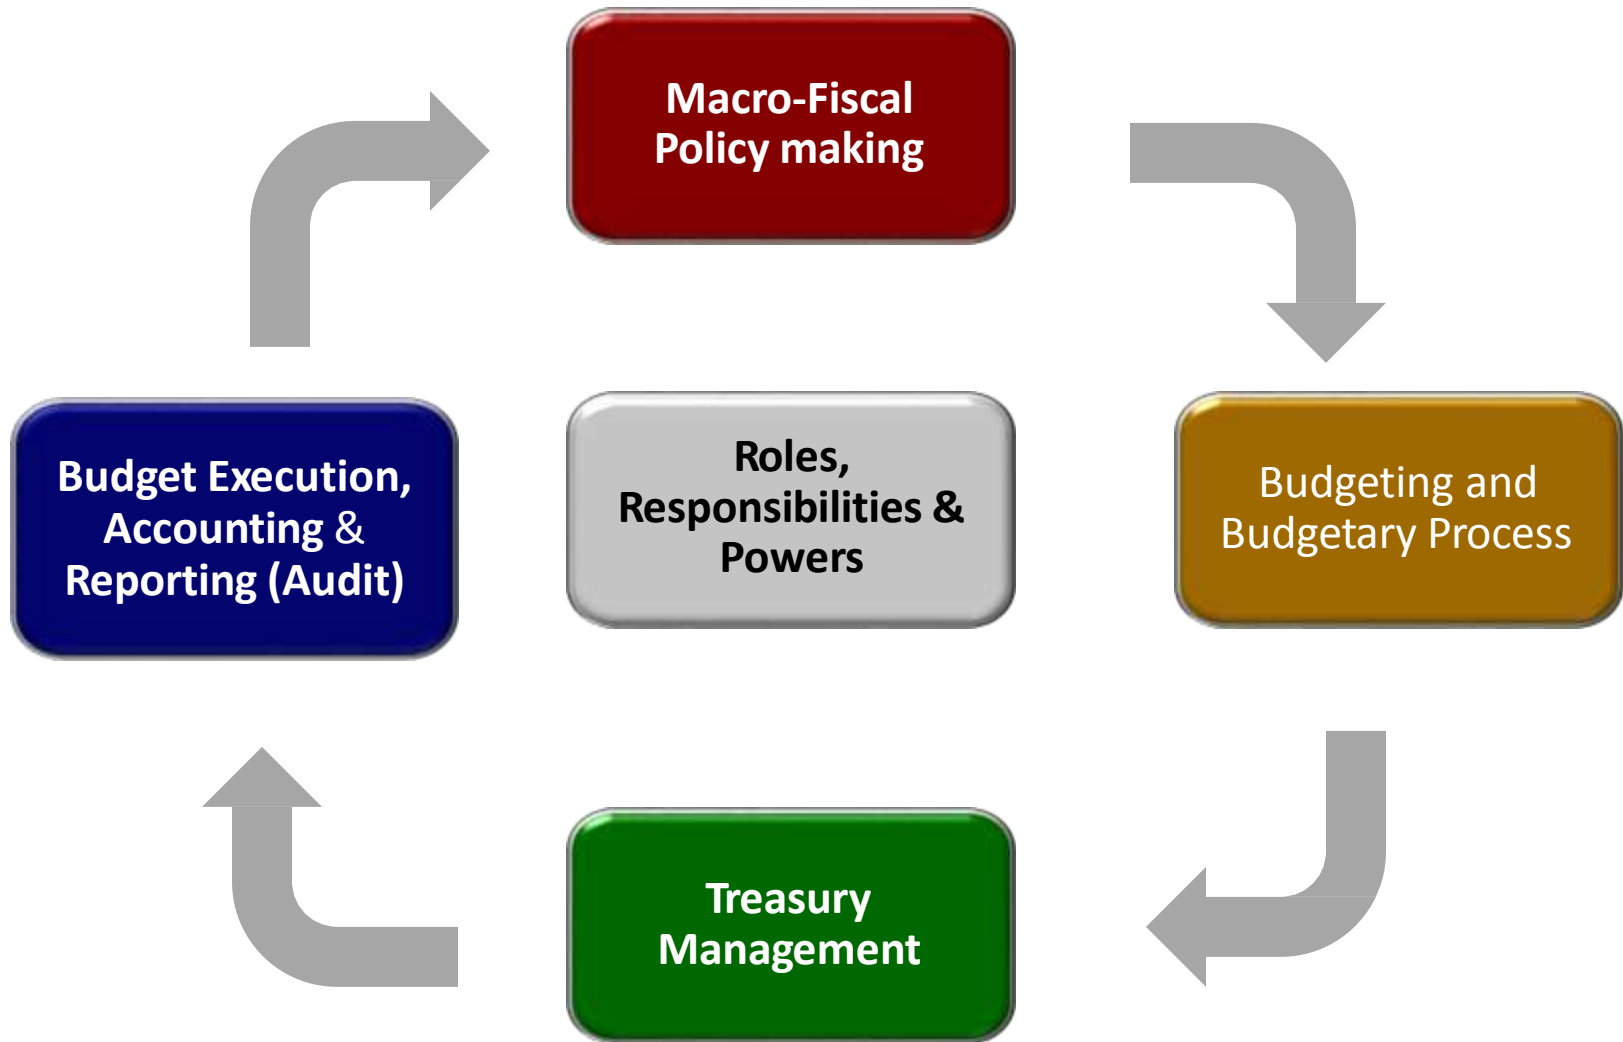 Macro-Fiscal
Policy making
Budget Execution,
Accounting &
Reporting (Audit)
Roles,
Responsibilities &
Powers
Budgeting and
Budgetary Process
Treasury
Management